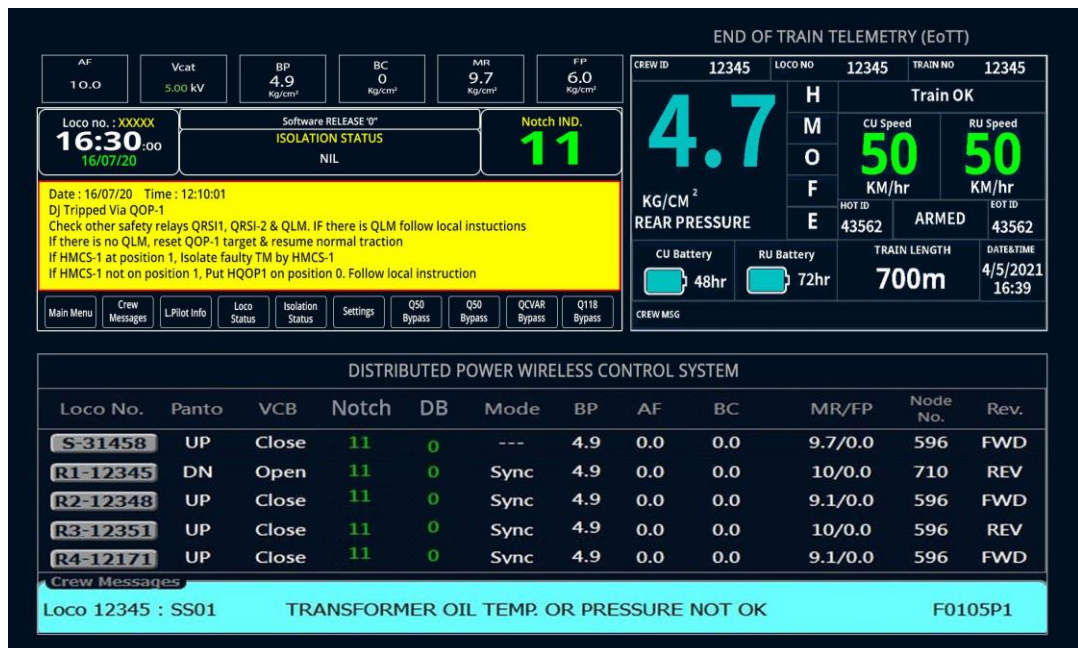 END OF TRAIN TELEMETRY (EoTT)
AF
10.0
Vcat
5.00 kV
BP
4.9
Kg/cm²
BC
0
Kg/cm²
MR
9.7
Kg/cm²
FP
6.0
Kg/cm²
Loco no. : XXXXX
16:30:00
16/07/20
Software RELEASE '0"
ISOLATION STATUS
NIL
Notch IND.
11
Date : 16/07/20 Time : 12:10:01
DJ Tripped Via QOP-1
Check other safety relays QRSI1, QRSI-2 & QLM. IF there is QLM follow local instuctions
If there is no QLM, reset QOP-1 target & resume normal traction
If HMCS-1 at position 1, Isolate faulty TM by HMCS-1
If HMCS-1 not on position 1, Put HQOP1 on position 0. Follow local instruction
Main Menu
Crew
Messages
L.Pilot Info
Loco
Status
Isolation
Status
Settings
Q50
Bypass
Q50
Bypass
QCVAR
Bypass
Q118
Bypass
CREW ID 12345 LOCO NO 12345 TRAIN NO 12345
4.7
KG/CM²
REAR PRESSURE
H
M
O
F
E
Train OK
CU Speed
50
KM/hr
RU Speed
50
KM/hr
HOT ID
43562
ARMED
EOT ID
43562
CU Battery
48hr
RU Battery
72hr
TRAIN LENGTH
700m
DATE&TIME
4/5/2021
16:39
CREW MSG
DISTRIBUTED POWER WIRELESS CONTROL SYSTEM
Loco No. Panto VCB Notch DB Mode BP AF BC MR/FP Node No. Rev.
S-31458 UP Close 11 0 --- 4.9 0.0 0.0 9.7/0.0 596 FWD
R1-12345 DN Open 11 0 Sync 4.9 0.0 0.0 10/0.0 710 REV
R2-12348 UP Close 11 0 Sync 4.9 0.0 0.0 9.1/0.0 596 FWD
R3-12351 UP Close 11 0 Sync 4.9 0.0 0.0 10/0.0 596 REV
R4-12171 UP Close 11 0 Sync 4.9 0.0 0.0 9.1/0.0 596 FWD
Crew Messages
Loco 12345 : SS01 TRANSFORMER OIL TEMP. OR PRESSURE NOT OK F0105P1